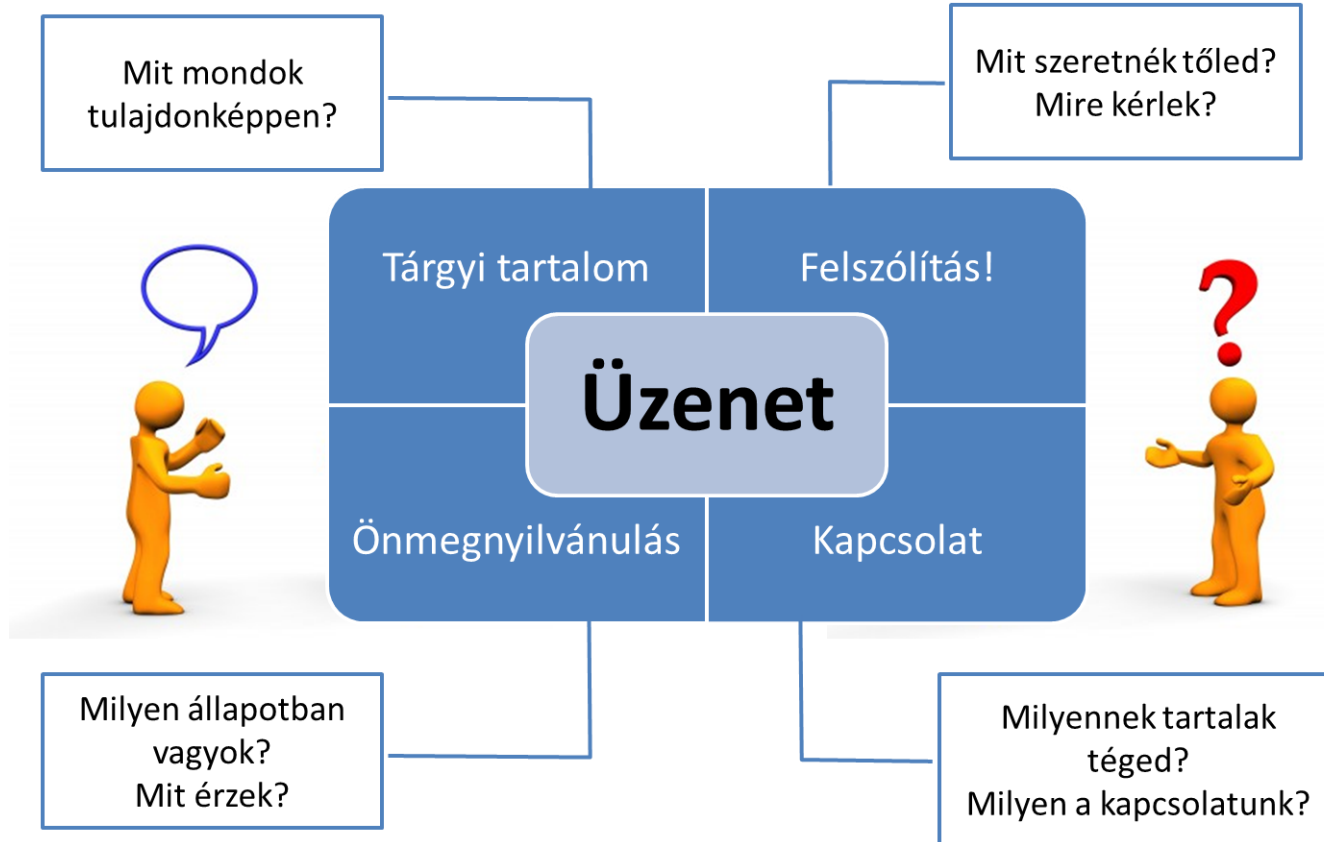 Mit mondok
tulajdonképpen?
Mit szeretnék tőled?
Mire kérlek?
Tárgyi tartalom
Felszólítás!
Üzenet
Önmegnyilvánulás
Kapcsolat
Milyen állapotban
vagyok?
Mit érzek?
Milyennek tartalak
téged?
Milyen a kapcsolatunk?